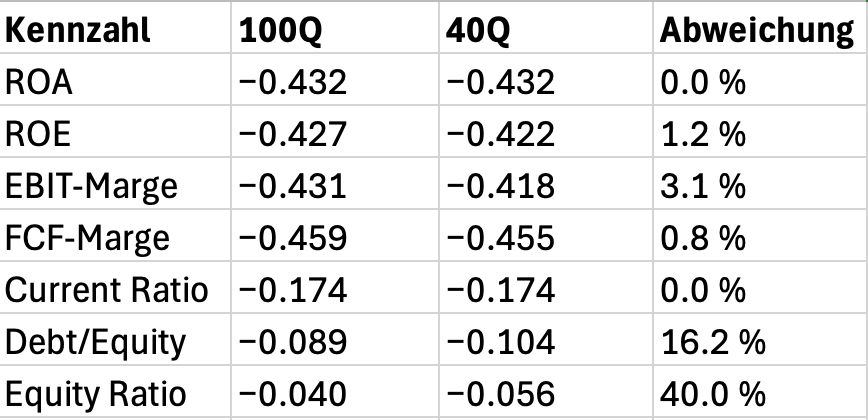 Kennzahl 100Q 40Q Abweichung
ROA −0.432 −0.432 0.0 %
ROE −0.427 −0.422 1.2 %
EBIT-Marge −0.431 −0.418 3.1 %
FCF-Marge −0.459 −0.455 0.8 %
Current Ratio −0.174 −0.174 0.0 %
Debt/Equity −0.089 −0.104 16.2 %
Equity Ratio −0.040 −0.056 40.0 %